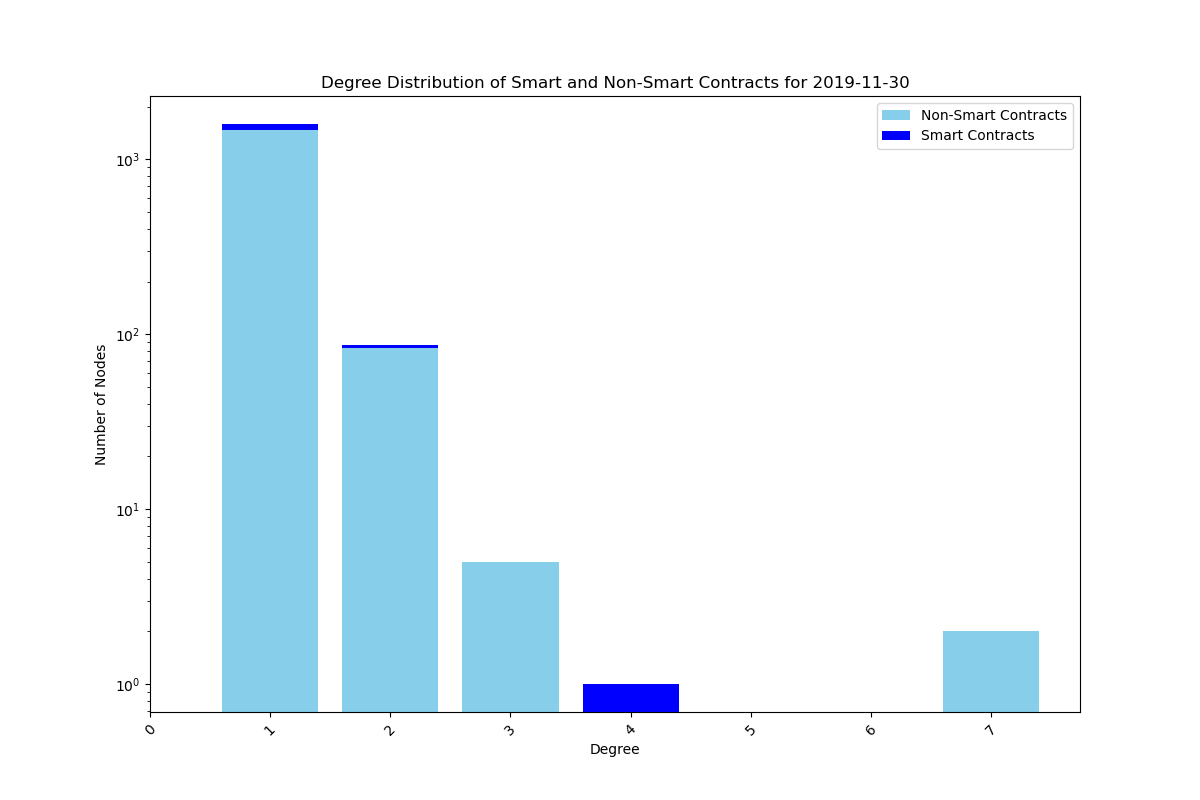 Degree Distribution of Smart and Non-Smart Contracts for 2019-11-30
Non-Smart Contracts
Smart Contracts
Number of Nodes
10³
10²
10¹
10⁰
0 1 2 3 4 5 6 7
Degree